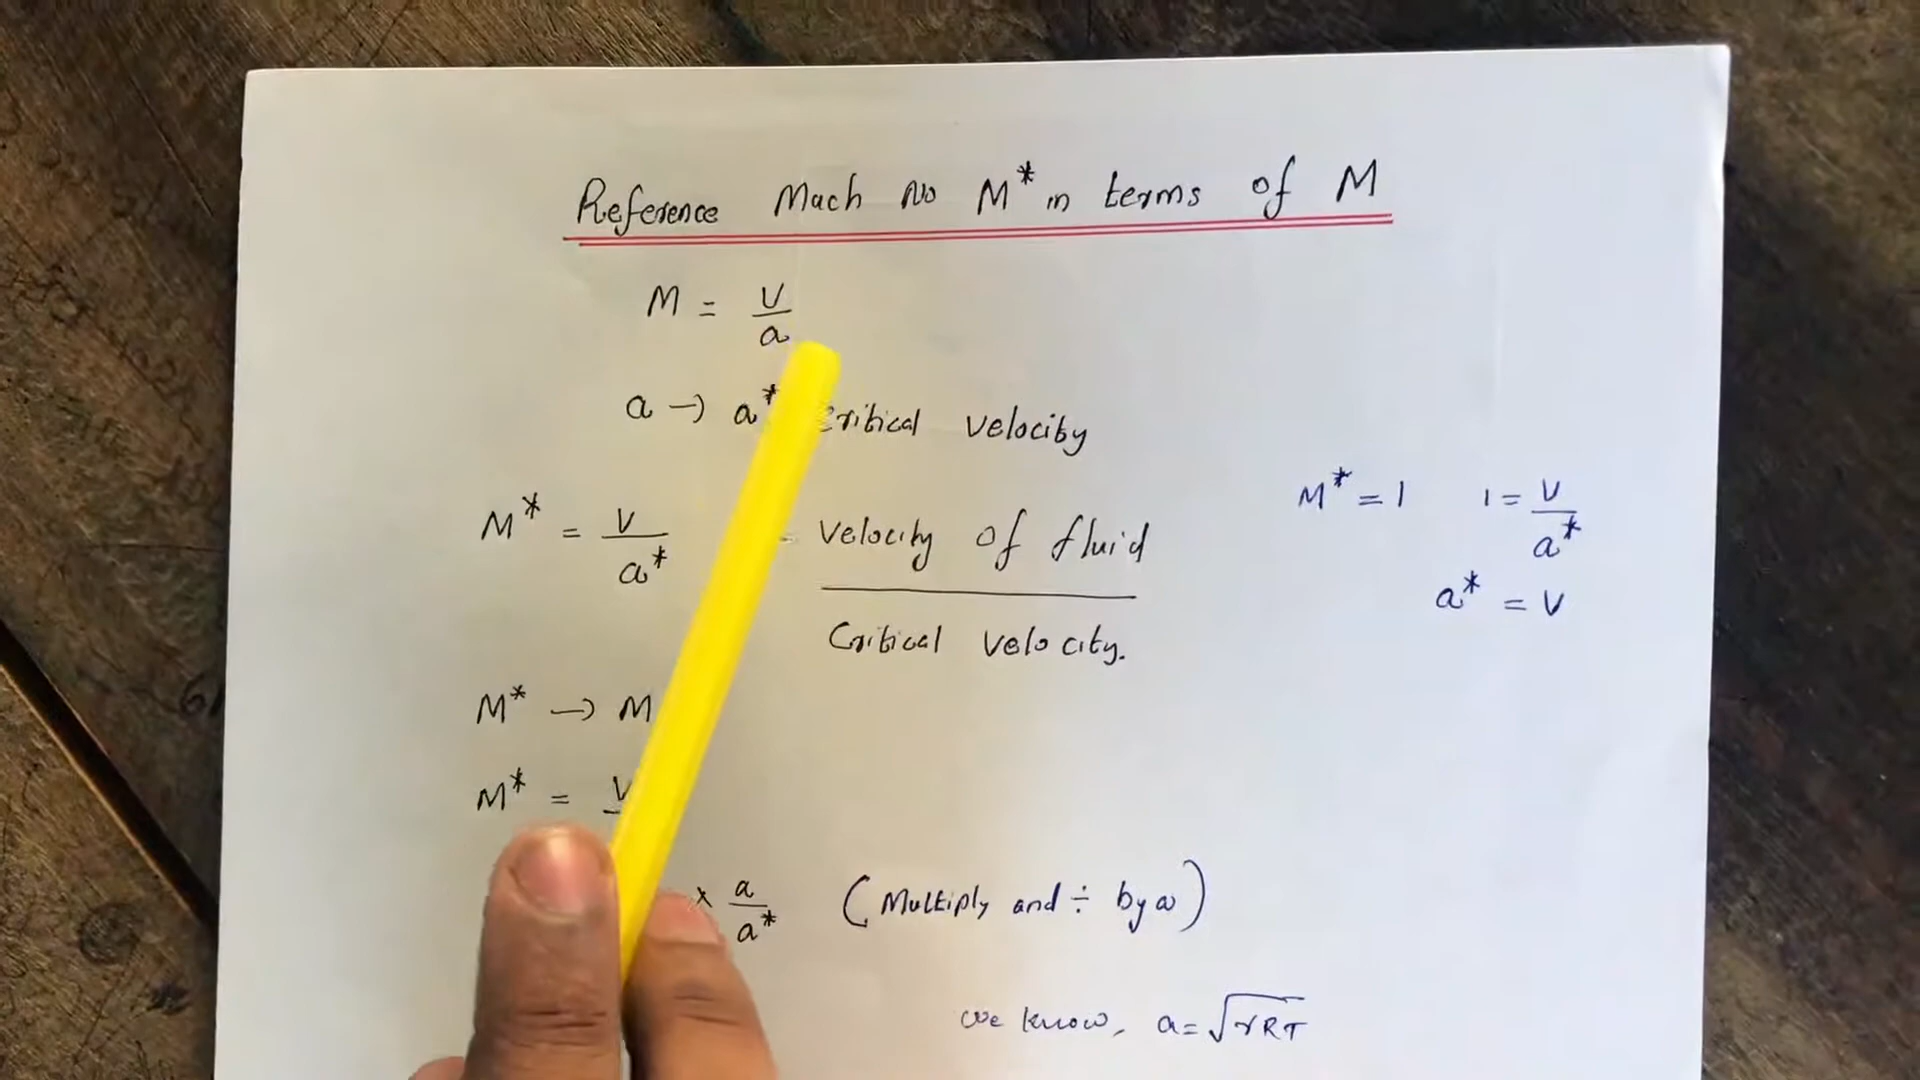 Reference Mach No M* in terms of M
M = V/a
a → a* Critical velocity
M* = V/a* = Velocity of fluid / Critical velocity.
M* = 1 1 = V/a*
a* = V
M* → M
M* = V
× a/a* (Multiply and ÷ by a)
we know, a = √γRT